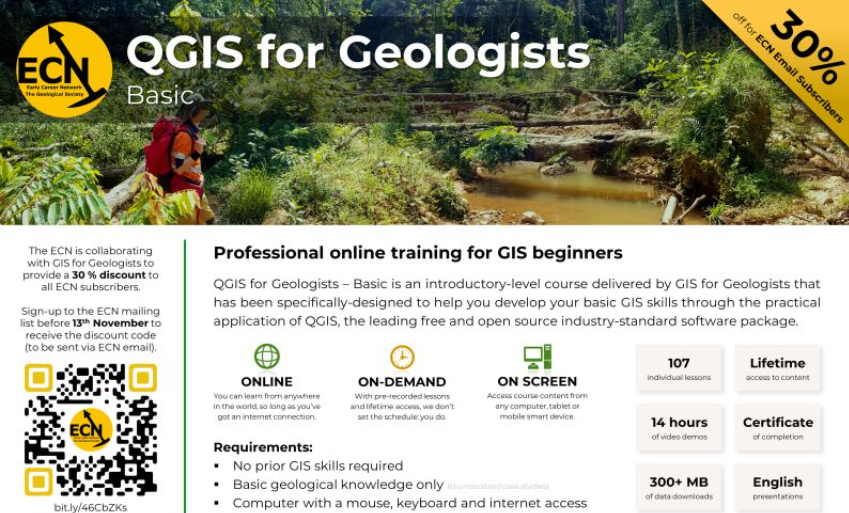 ECN
Early Career Network
The Geological Society
QGIS for Geologists
Basic
30%
off for ECN Email Subscribers
The ECN is collaborating
with GIS for Geologists to
provide a 30 % discount to
all ECN subscribers.
Sign-up to the ECN mailing
list before 13th November to
receive the discount code
(to be sent via ECN email).
ECN
bit.ly/46CbZKs
Professional online training for GIS beginners
QGIS for Geologists – Basic is an introductory-level course delivered by GIS for Geologists that
has been specifically-designed to help you develop your basic GIS skills through the practical
application of QGIS, the leading free and open source industry-standard software package.
ONLINE
You can learn from anywhere
in the world, so long as you've
got an internet connection.
ON-DEMAND
With pre-recorded lessons
and lifetime access, we don't
set the schedule: you do.
ON SCREEN
Access course content from
any computer, tablet or
mobile smart device.
107
individual lessons
Lifetime
access to content
14 hours
of video demos
Certificate
of completion
300+ MB
of data downloads
English
presentations
Requirements:
▪ No prior GIS skills required
▪ Basic geological knowledge only (to understand case studies)
▪ Computer with a mouse, keyboard and internet access